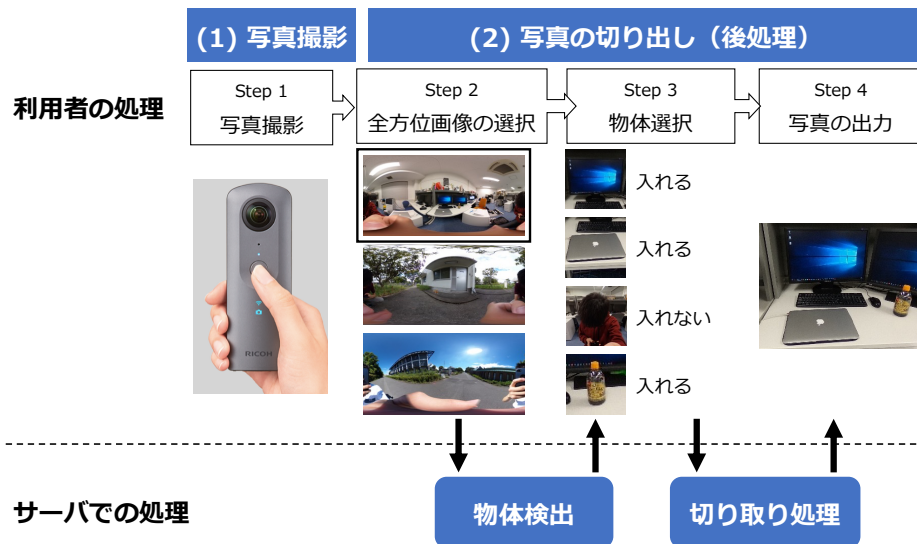 (1) 写真撮影
(2) 写真の切り出し（後処理）
利用者の処理
Step 1
写真撮影
Step 2
全方位画像の選択
Step 3
物体選択
Step 4
写真の出力
入れる
入れる
入れない
入れる
RICOH
サーバでの処理
物体検出
切り取り処理